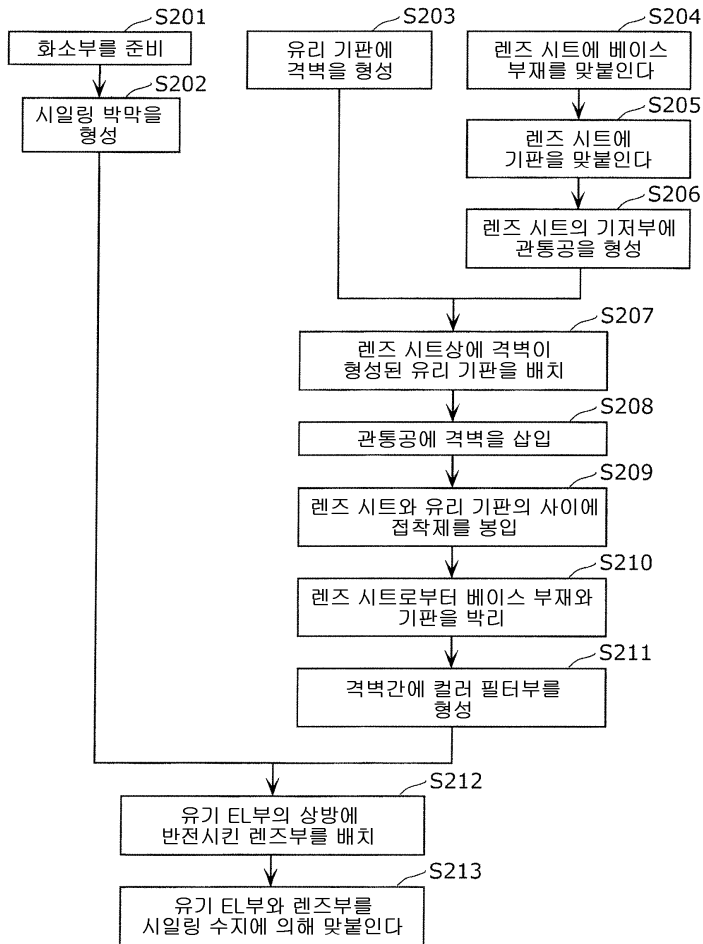 S201
화소부를 준비
S202
시일링 박막을
형성
S203
유리 기판에
격벽을 형성
S204
렌즈 시트에 베이스
부재를 맞붙인다
S205
렌즈 시트에
기판을 맞붙인다
S206
렌즈 시트의 기저부에
관통공을 형성
S207
렌즈 시트상에 격벽이
형성된 유리 기판을 배치
S208
관통공에 격벽을 삽입
S209
렌즈 시트와 유리 기판의 사이에
접착제를 봉입
S210
렌즈 시트로부터 베이스 부재와
기판을 박리
S211
격벽간에 컬러 필터부를
형성
S212
유기 EL부의 상방에
반전시킨 렌즈부를 배치
S213
유기 EL부와 렌즈부를
시일링 수지에 의해 맞붙인다